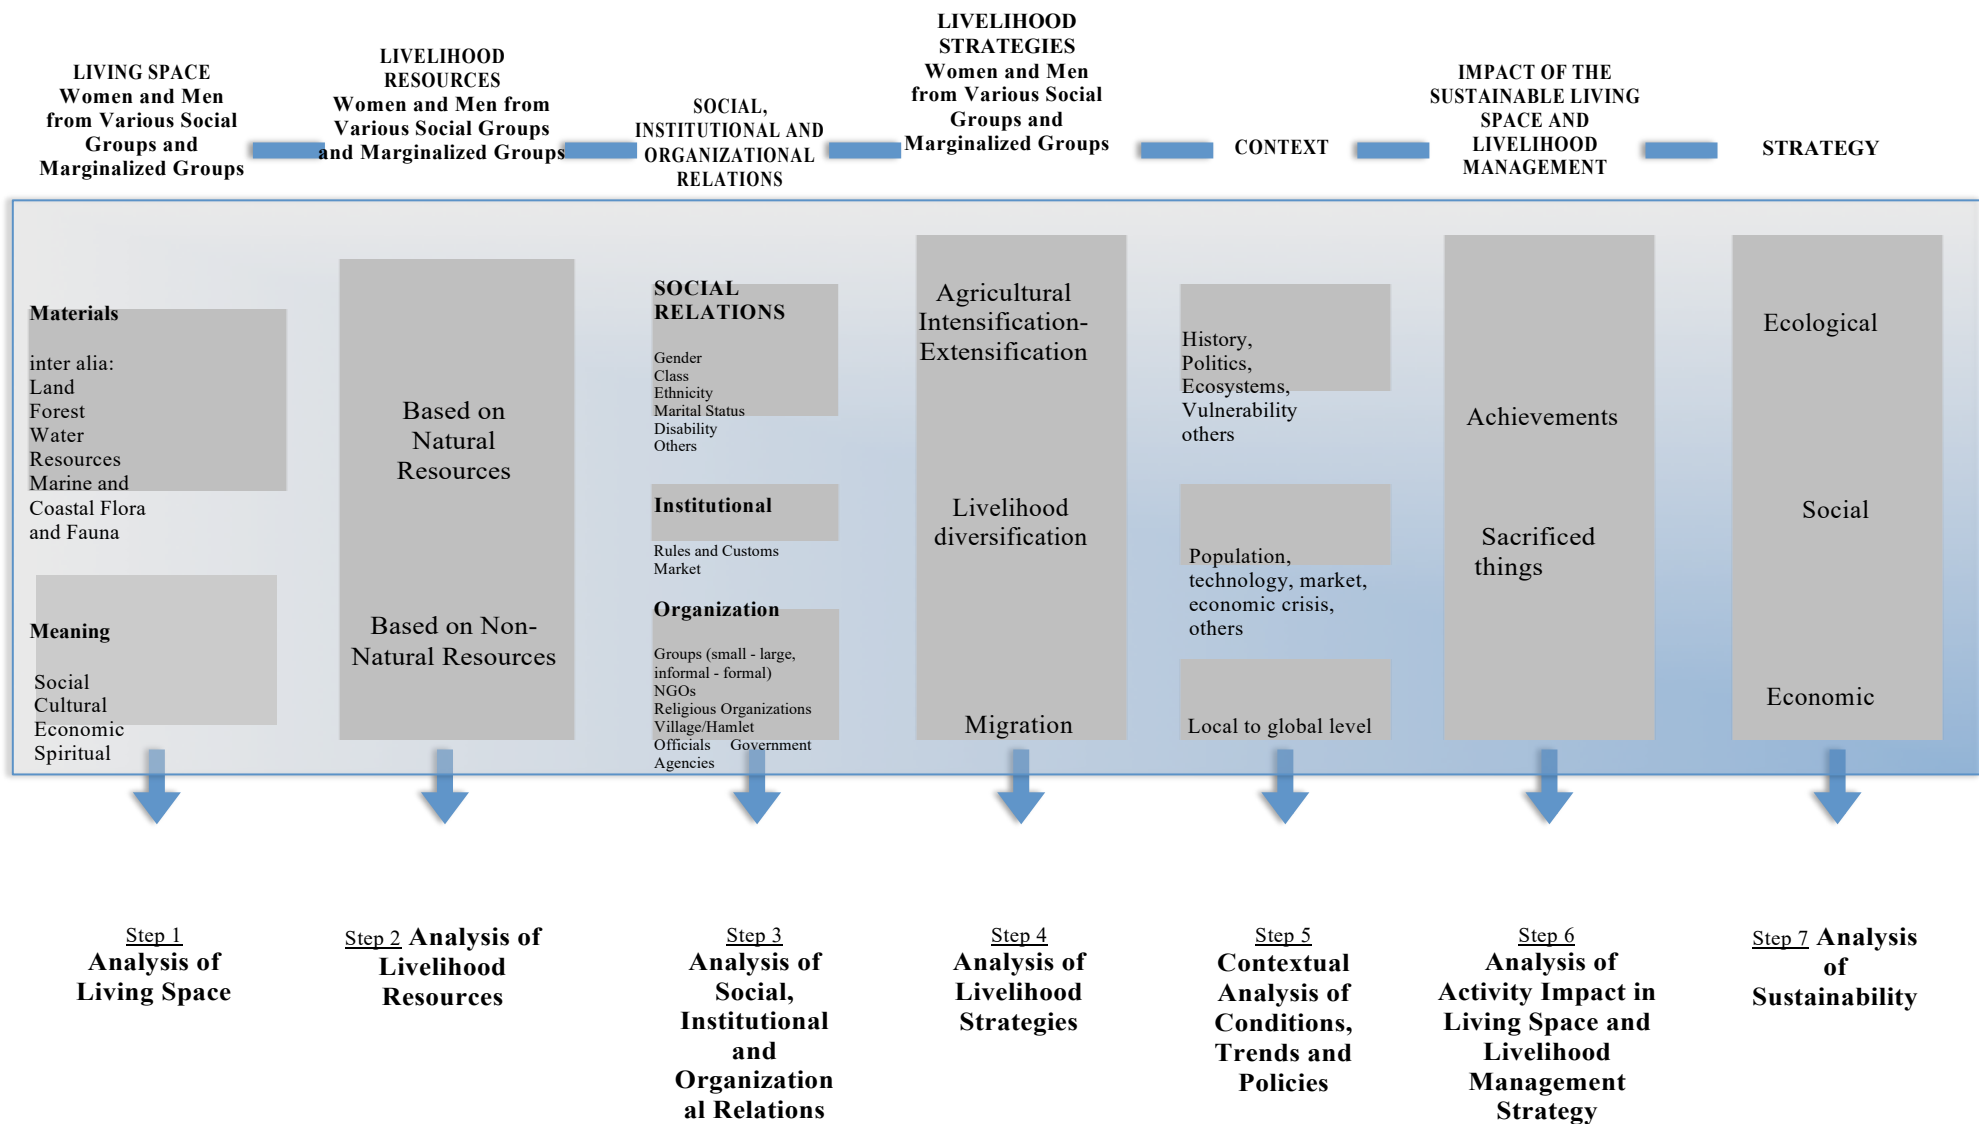 LIVING SPACE
Women and Men
from Various Social
Groups and
Marginalized Groups
LIVELIHOOD
RESOURCES
Women and Men from
Various Social Groups
and Marginalized Groups
SOCIAL,
INSTITUTIONAL AND
ORGANIZATIONAL
RELATIONS
LIVELIHOOD
STRATEGIES
Women and Men
from Various Social
Groups and
Marginalized Groups
CONTEXT
IMPACT OF THE
SUSTAINABLE LIVING
SPACE AND
LIVELIHOOD
MANAGEMENT
STRATEGY
Materials
inter alia:
Land
Forest
Water
Resources
Marine and
Coastal Flora
and Fauna
Meaning
Social
Cultural
Economic
Spiritual
Based on
Natural
Resources
Based on Non-
Natural Resources
SOCIAL
RELATIONS
Gender
Class
Ethnicity
Marital Status
Disability
Others
Institutional
Rules and Customs
Market
Organization
Groups (small - large,
informal - formal)
NGOs
Religious Organizations
Village/Hamlet
Officials Government
Agencies
Agricultural
Intensification-
Extensification
Livelihood
diversification
Migration
History,
Politics,
Ecosystems,
Vulnerability
others
Population,
technology, market,
economic crisis,
others
Local to global level
Achievements
Sacrificed
things
Ecological
Social
Economic
Step 1
Analysis of
Living Space
Step 2 Analysis of
Livelihood
Resources
Step 3
Analysis of
Social,
Institutional
and
Organization
al Relations
Step 4
Analysis of
Livelihood
Strategies
Step 5
Contextual
Analysis of
Conditions,
Trends and
Policies
Step 6
Analysis of
Activity Impact in
Living Space and
Livelihood
Management
Strategy
Step 7 Analysis
of
Sustainability